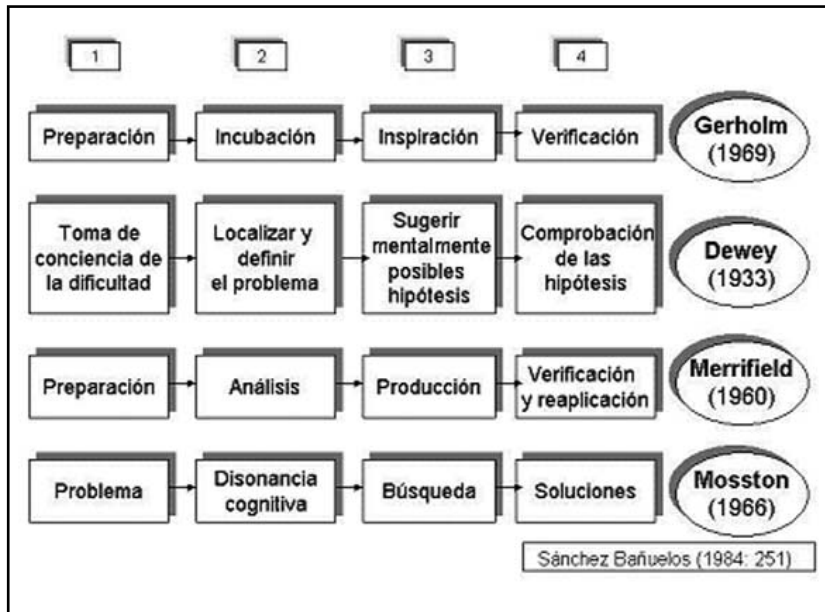 1 2 3 4
Preparación Incubación Inspiración Verificación
Gerholm
(1969)
Toma de
conciencia de
la dificultad
Localizar y
definir
el problema
Sugerir
mentalmente
posibles
hipótesis
Comprobación
de las
hipótesis
Dewey
(1933)
Preparación
Análisis
Producción
Verificación
y reaplicación
Merrifield
(1960)
Problema
Disonancia
cognitiva
Búsqueda
Soluciones
Mosston
(1966)
Sánchez Bañuelos (1984: 251)